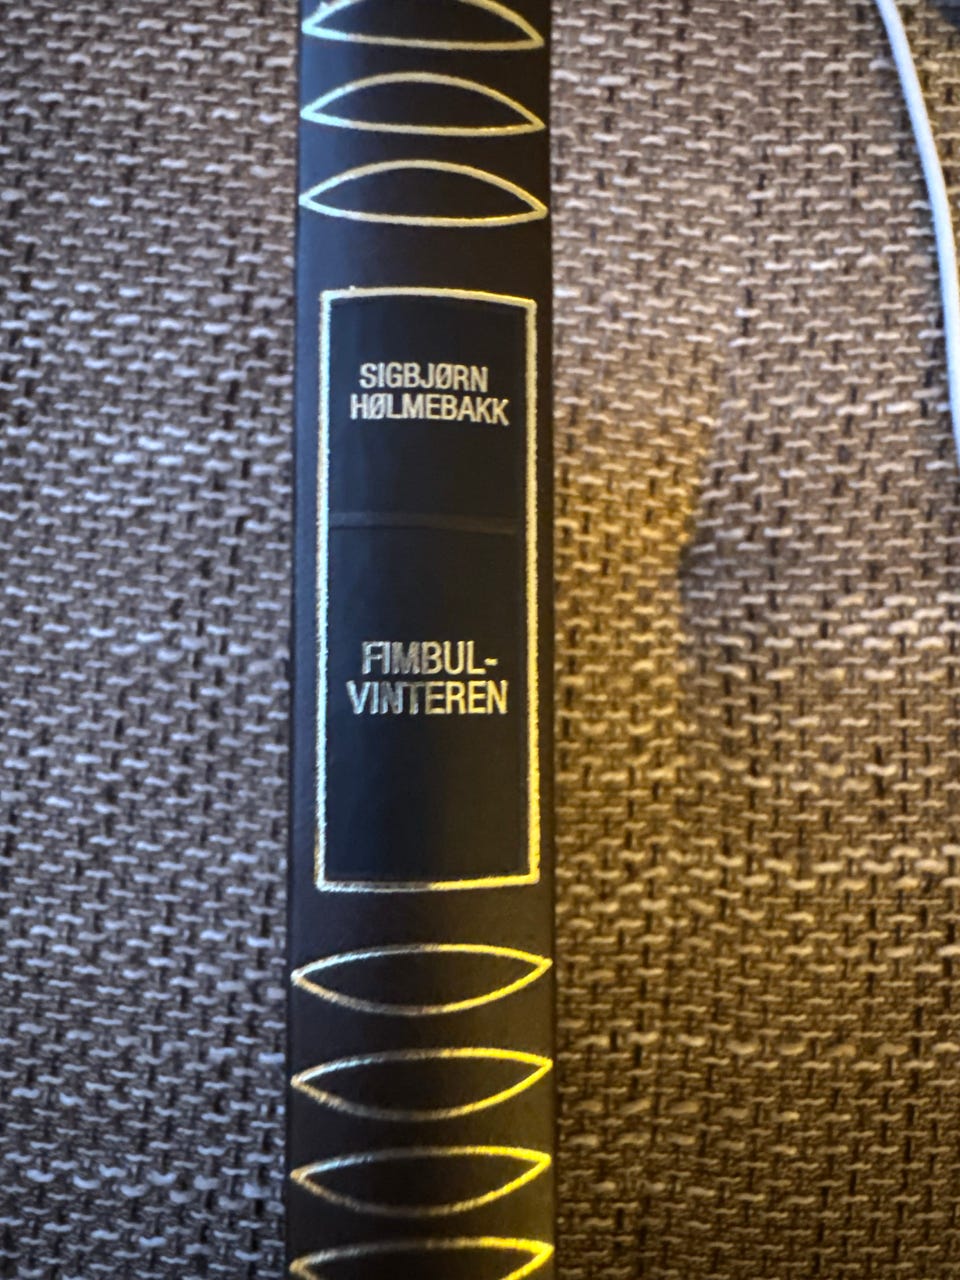 SIGBJØRN
HØLMEBAKK
FIMBUL-
VINTEREN